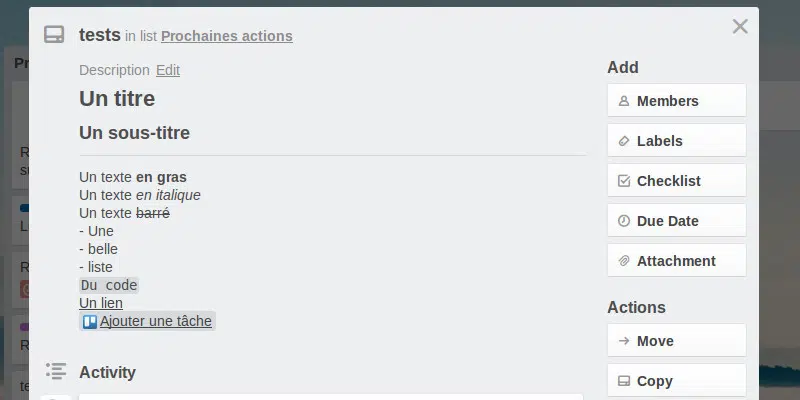 tests in list Prochaines actions
Description Edit
Un titre
Un sous-titre
Un texte en gras
Un texte en italique
Un texte barré
- Une
- belle
- liste
Du code
Un lien
Ajouter une tâche
Activity
Add
Members
Labels
Checklist
Due Date
Attachment
Actions
Move
Copy